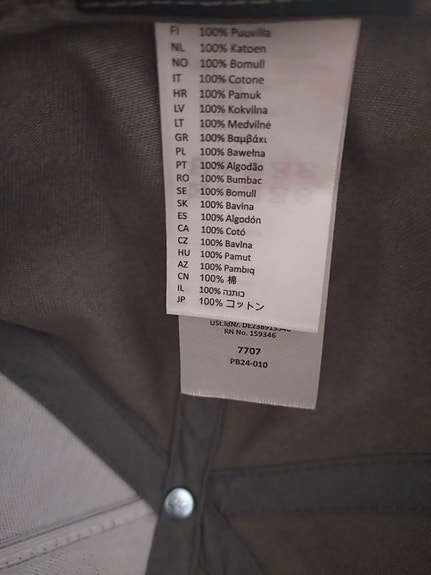 FI 100% Puuvilla
NL 100% Katoen
NO 100% Bomull
IT 100% Cotone
HR 100% Pamuk
LV 100% Kokvilna
LT 100% Medvilnė
GR 100% Βαμβάκι
PL 100% Bawełna
PT 100% Algodão
RO 100% Bumbac
SE 100% Bomull
SK 100% Bavlna
ES 100% Algodón
CA 100% Cotó
CZ 100% Bavlna
HU 100% Pamut
AZ 100% Pambıq
CN 100% 棉
IL 100% כותנה
JP 100% コットン
USt.IdNr.
RN No. 159346
7707
PB24-010